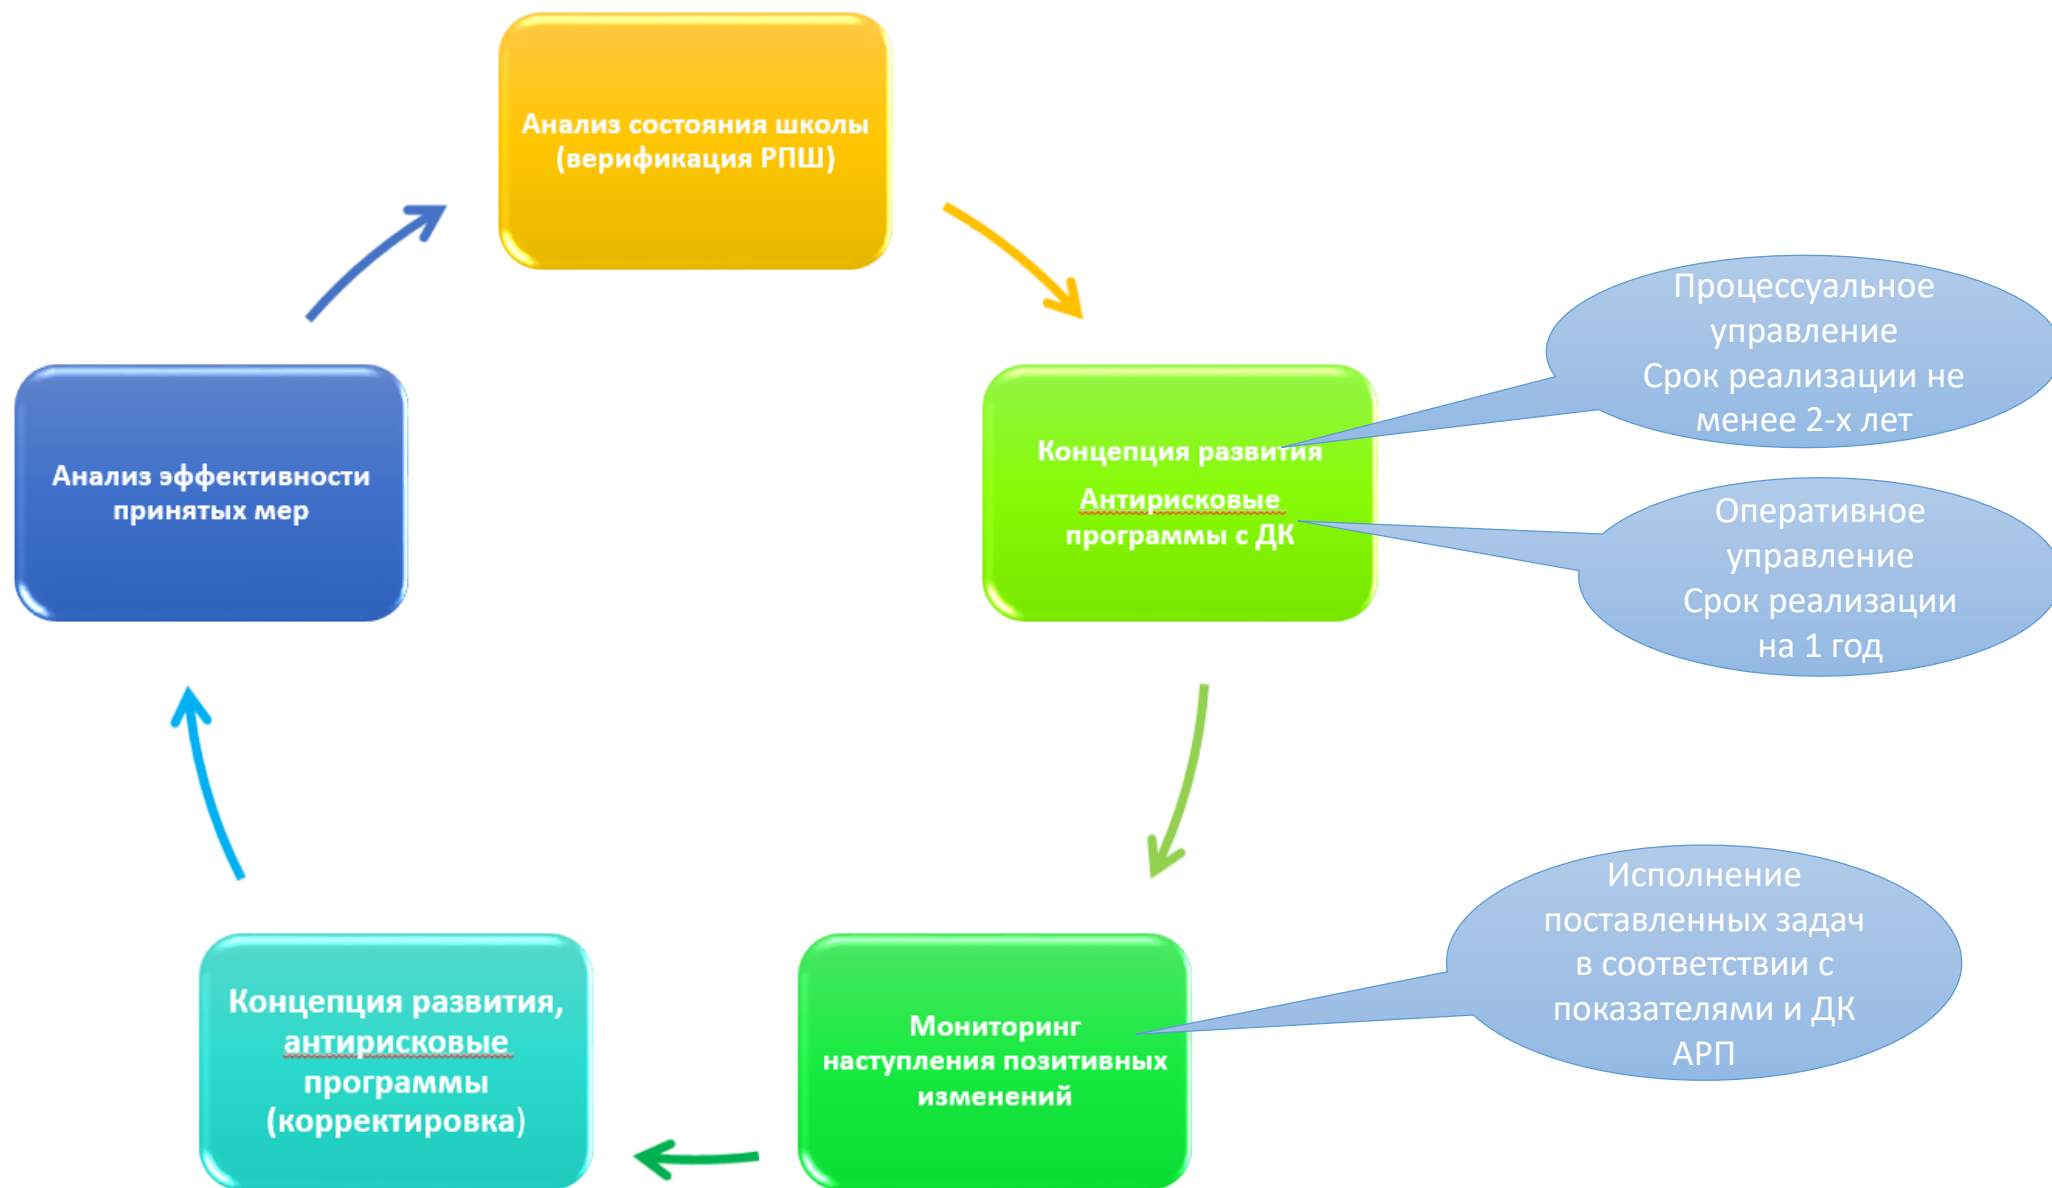 Анализ состояния школы
(верификация РПШ)
Процессуальное
управление
Срок реализации не
менее 2-х лет
Концепция развития
Антирисковые
программы с ДК
Оперативное
управление
Срок реализации
на 1 год
Анализ эффективности
принятых мер
Исполнение
поставленных задач
в соответствии с
показателями и ДК
АРП
Мониторинг
наступления позитивных
изменений
Концепция развития,
антирисковые
программы
(корректировка)